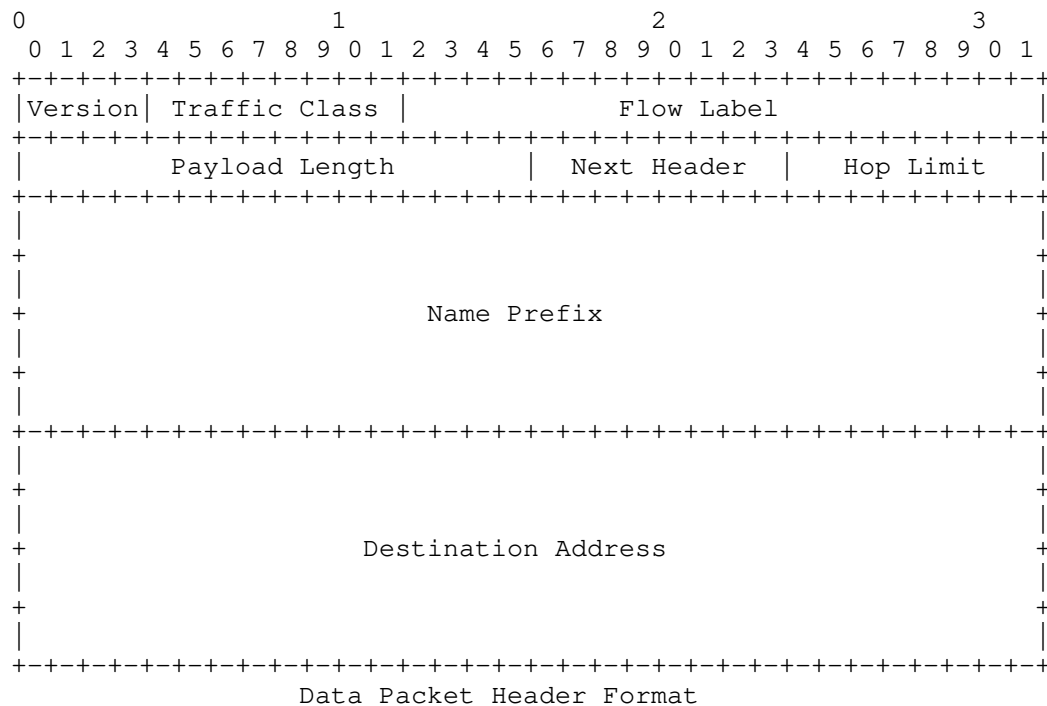 0                   1                   2                   3
0 1 2 3 4 5 6 7 8 9 0 1 2 3 4 5 6 7 8 9 0 1 2 3 4 5 6 7 8 9 0 1
+-+-+-+-+-+-+-+-+-+-+-+-+-+-+-+-+-+-+-+-+-+-+-+-+-+-+-+-+-+-+-+-+
|Version| Traffic Class |             Flow Label                |
+-+-+-+-+-+-+-+-+-+-+-+-+-+-+-+-+-+-+-+-+-+-+-+-+-+-+-+-+-+-+-+-+
|         Payload Length        |  Next Header  |   Hop Limit   |
+-+-+-+-+-+-+-+-+-+-+-+-+-+-+-+-+-+-+-+-+-+-+-+-+-+-+-+-+-+-+-+-+
|                                                               |
+                                                               +
|                                                               |
+                         Name Prefix                           +
|                                                               |
+                                                               +
|                                                               |
+-+-+-+-+-+-+-+-+-+-+-+-+-+-+-+-+-+-+-+-+-+-+-+-+-+-+-+-+-+-+-+-+
|                                                               |
+                                                               +
|                                                               |
+                     Destination Address                       +
|                                                               |
+                                                               +
|                                                               |
+-+-+-+-+-+-+-+-+-+-+-+-+-+-+-+-+-+-+-+-+-+-+-+-+-+-+-+-+-+-+-+-+
Data Packet Header Format